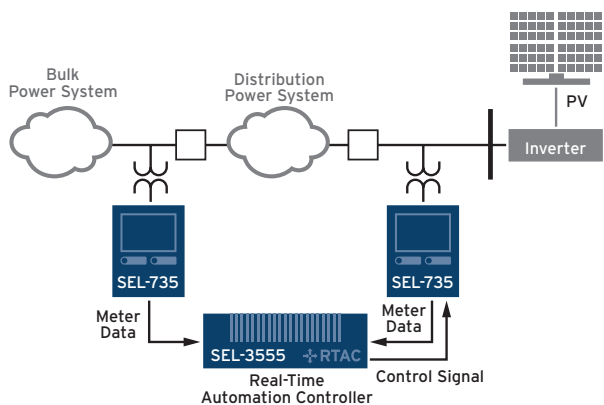 Bulk
Power System
Distribution
Power System
PV
Inverter
SEL-735
SEL-735
Meter
Data
Meter
Data
SEL-3555
RTAC
Control Signal
Real-Time
Automation Controller